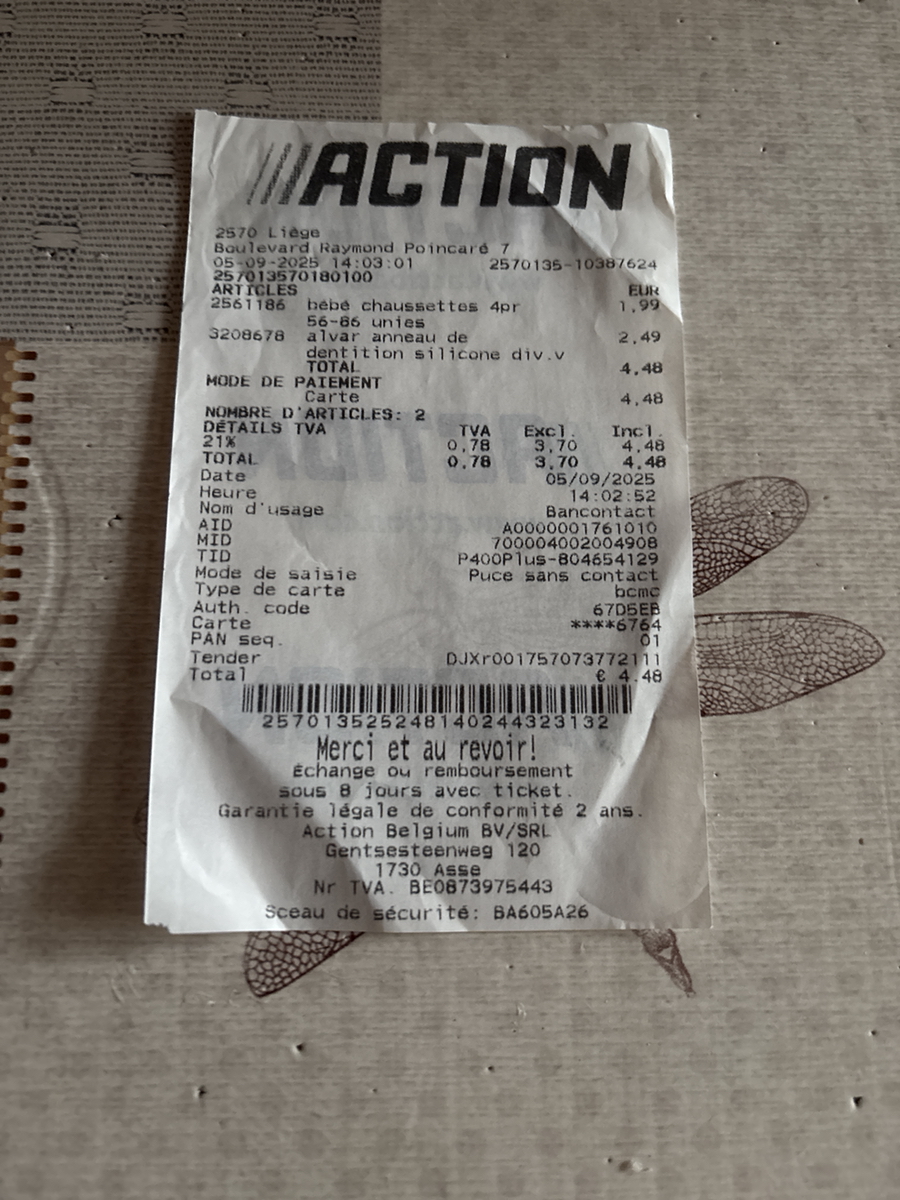 ///ACTION
2570 Liège
Boulevard Raymond Poincaré 7
05-09-2025 14:03:01 2570135-10387624
257013570180100
ARTICLES EUR
2561186 bébé chaussettes 4pr 1,99
56-86 unies
3208678 alvar anneau de 2,49
dentition silicone div.v
TOTAL 4,48
MODE DE PAIEMENT
Carte 4,48
NOMBRE D'ARTICLES: 2
DÉTAILS TVA TVA Excl. Incl.
21% 0,78 3,70 4,48
TOTAL 0,78 3,70 4,48
Date 05/09/2025
Heure 14:02:52
Nom d'usage Bancontact
AID A0000001761010
MID 700004002004908
TID P400Plus-804654129
Mode de saisie Puce sans contact
Type de carte bcmc
Auth. code 67D5EB
Carte ****6764
PAN seq. 01
Tender DJXr001757073772111
Total € 4.48
257013525248140244323132
Merci et au revoir!
Échange ou remboursement
sous 8 jours avec ticket.
Garantie légale de conformité 2 ans.
Action Belgium BV/SRL
Gentsesteenweg 120
1730 Asse
Nr TVA. BE0873975443
Sceau de sécurité: BA605A26